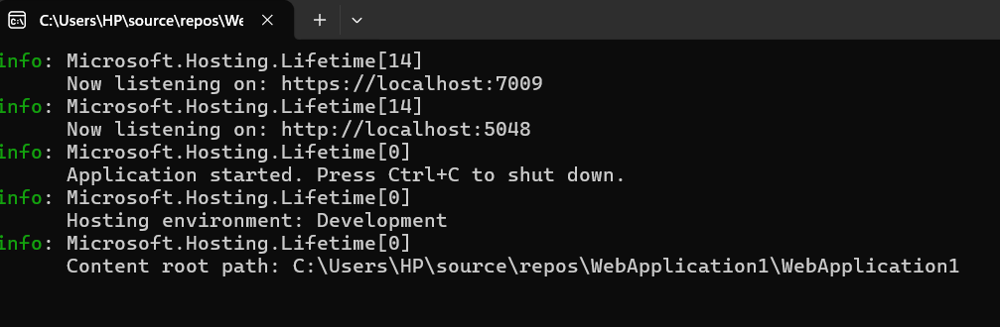 C:\Users\HP\source\repos\We
info: Microsoft.Hosting.Lifetime[14]
Now listening on: https://localhost:7009
info: Microsoft.Hosting.Lifetime[14]
Now listening on: http://localhost:5048
info: Microsoft.Hosting.Lifetime[0]
Application started. Press Ctrl+C to shut down.
info: Microsoft.Hosting.Lifetime[0]
Hosting environment: Development
info: Microsoft.Hosting.Lifetime[0]
Content root path: C:\Users\HP\source\repos\WebApplication1\WebApplication1